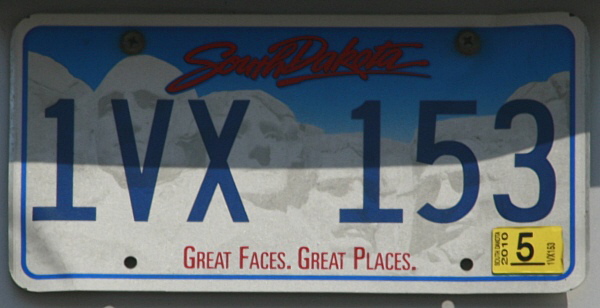 South Dakota
1VX 153
GREAT FACES. GREAT PLACES.
SOUTH DAKOTA
2010
5
1VX153